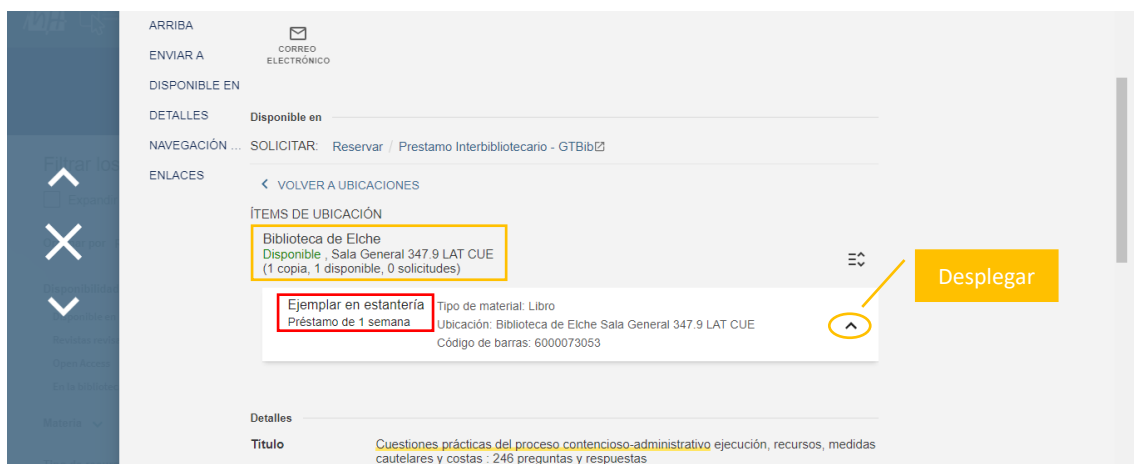 ARRIBA
ENVIAR A
DISPONIBLE EN
DETALLES
NAVEGACIÓN ...
ENLACES
CORREO
ELECTRÓNICO
Disponible en
SOLICITAR: Reservar / Prestamo Interbibliotecario - GTBib
VOLVER A UBICACIONES
ÍTEMS DE UBICACIÓN
Biblioteca de Elche
Disponible , Sala General 347.9 LAT CUE
(1 copia, 1 disponible, 0 solicitudes)
Desplegar
Ejemplar en estantería
Préstamo de 1 semana
Tipo de material: Libro
Ubicación: Biblioteca de Elche Sala General 347.9 LAT CUE
Código de barras: 6000073053
Detalles
Título
Cuestiones prácticas del proceso contencioso-administrativo ejecución, recursos, medidas
cautelares y costas : 246 preguntas y respuestas
Filtrar los